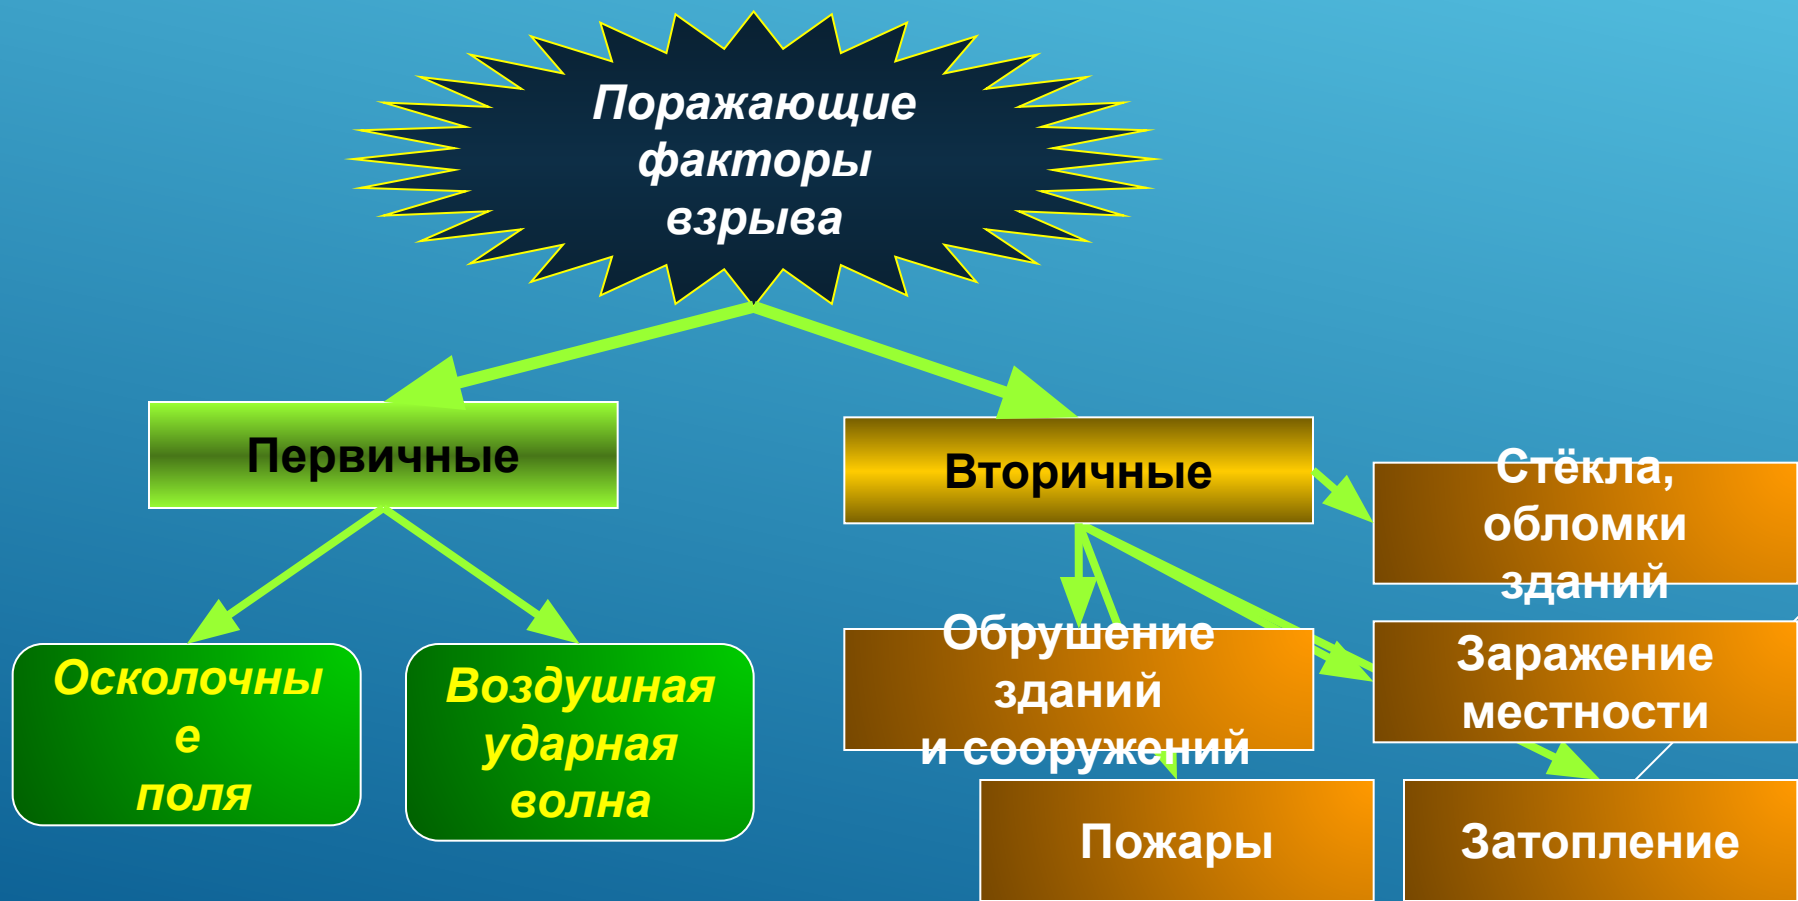 Поражающие
факторы
взрыва
Первичные
Вторичные
Стёкла,
обломки
зданий
Осколочны
е
поля
Воздушная
ударная
волна
Обрушение
зданий
и сооружений
Заражение
местности
Пожары
Затопление